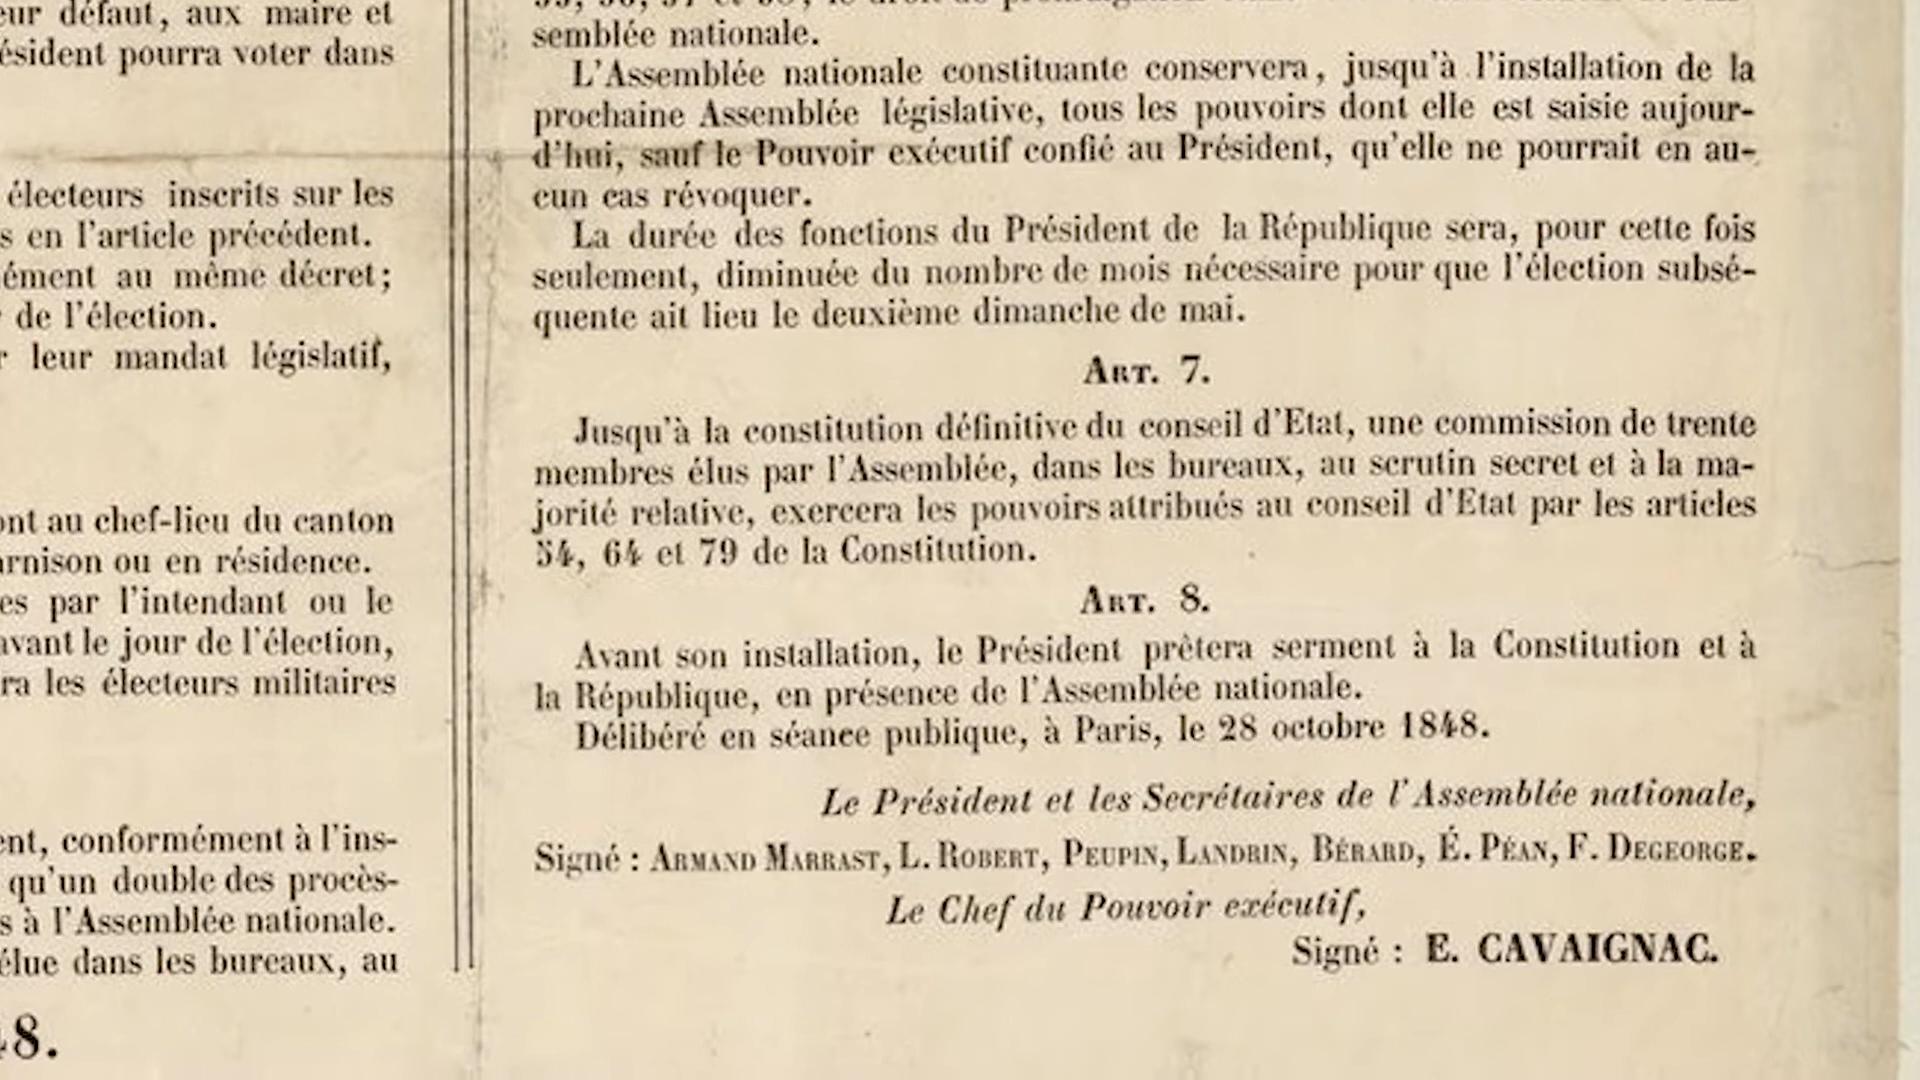 eur défaut, aux maire et
ésident pourra voter dans
électeurs inscrits sur les
s en l'article précédent.
ément au même décret;
de l'élection.
r leur mandat législatif,
ont au chef-lieu du canton
arnison ou en résidence.
es par l'intendant ou le
avant le jour de l'élection,
ra les électeurs militaires
ent, conformément à l'ins-
qu'un double des procès-
s à l'Assemblée nationale.
élue dans les bureaux, au
48.
semblée nationale.
L'Assemblée nationale constituante conservera, jusqu'à l'installation de la
prochaine Assemblée législative, tous les pouvoirs dont elle est saisie aujour-
d'hui, sauf le Pouvoir exécutif confié au Président, qu'elle ne pourrait en au-
cun cas révoquer.
La durée des fonctions du Président de la République sera, pour cette fois
seulement, diminuée du nombre de mois nécessaire pour que l'élection subsé-
quente ait lieu le deuxième dimanche de mai.
ART. 7.
Jusqu'à la constitution définitive du conseil d'Etat, une commission de trente
membres élus par l'Assemblée, dans les bureaux, au scrutin secret et à la ma-
jorité relative, exercera les pouvoirs attribués au conseil d'Etat par les articles
54, 64 et 79 de la Constitution.
ART. 8.
Avant son installation, le Président prêtera serment à la Constitution et à
la République, en présence de l'Assemblée nationale.
Délibéré en séance publique, à Paris, le 28 octobre 1848.
Le Président et les Secrétaires de l'Assemblée nationale,
Signé : ARMAND MARRAST, L. ROBERT, PEUPIN, LANDRIN, BÉRARD, É. PÉAN, F. DEGEORGE.
Le Chef du Pouvoir exécutif,
Signé : E. CAVAIGNAC.